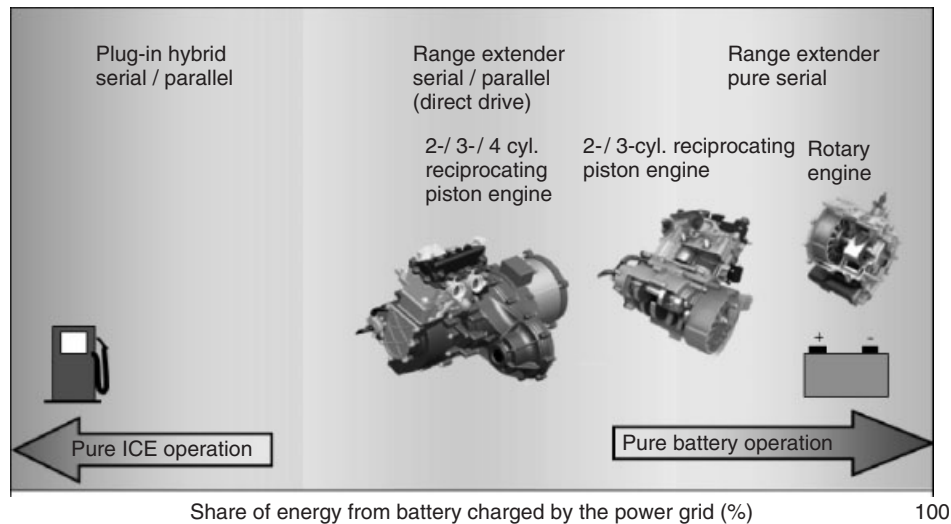 Plug-in hybrid
serial / parallel
Range extender
serial / parallel
(direct drive)
Range extender
pure serial
2-/ 3-/ 4 cyl.
reciprocating
piston engine
2-/ 3-cyl. reciprocating
piston engine
Rotary
engine
+ -
Pure ICE operation
Pure battery operation
Share of energy from battery charged by the power grid (%)
100